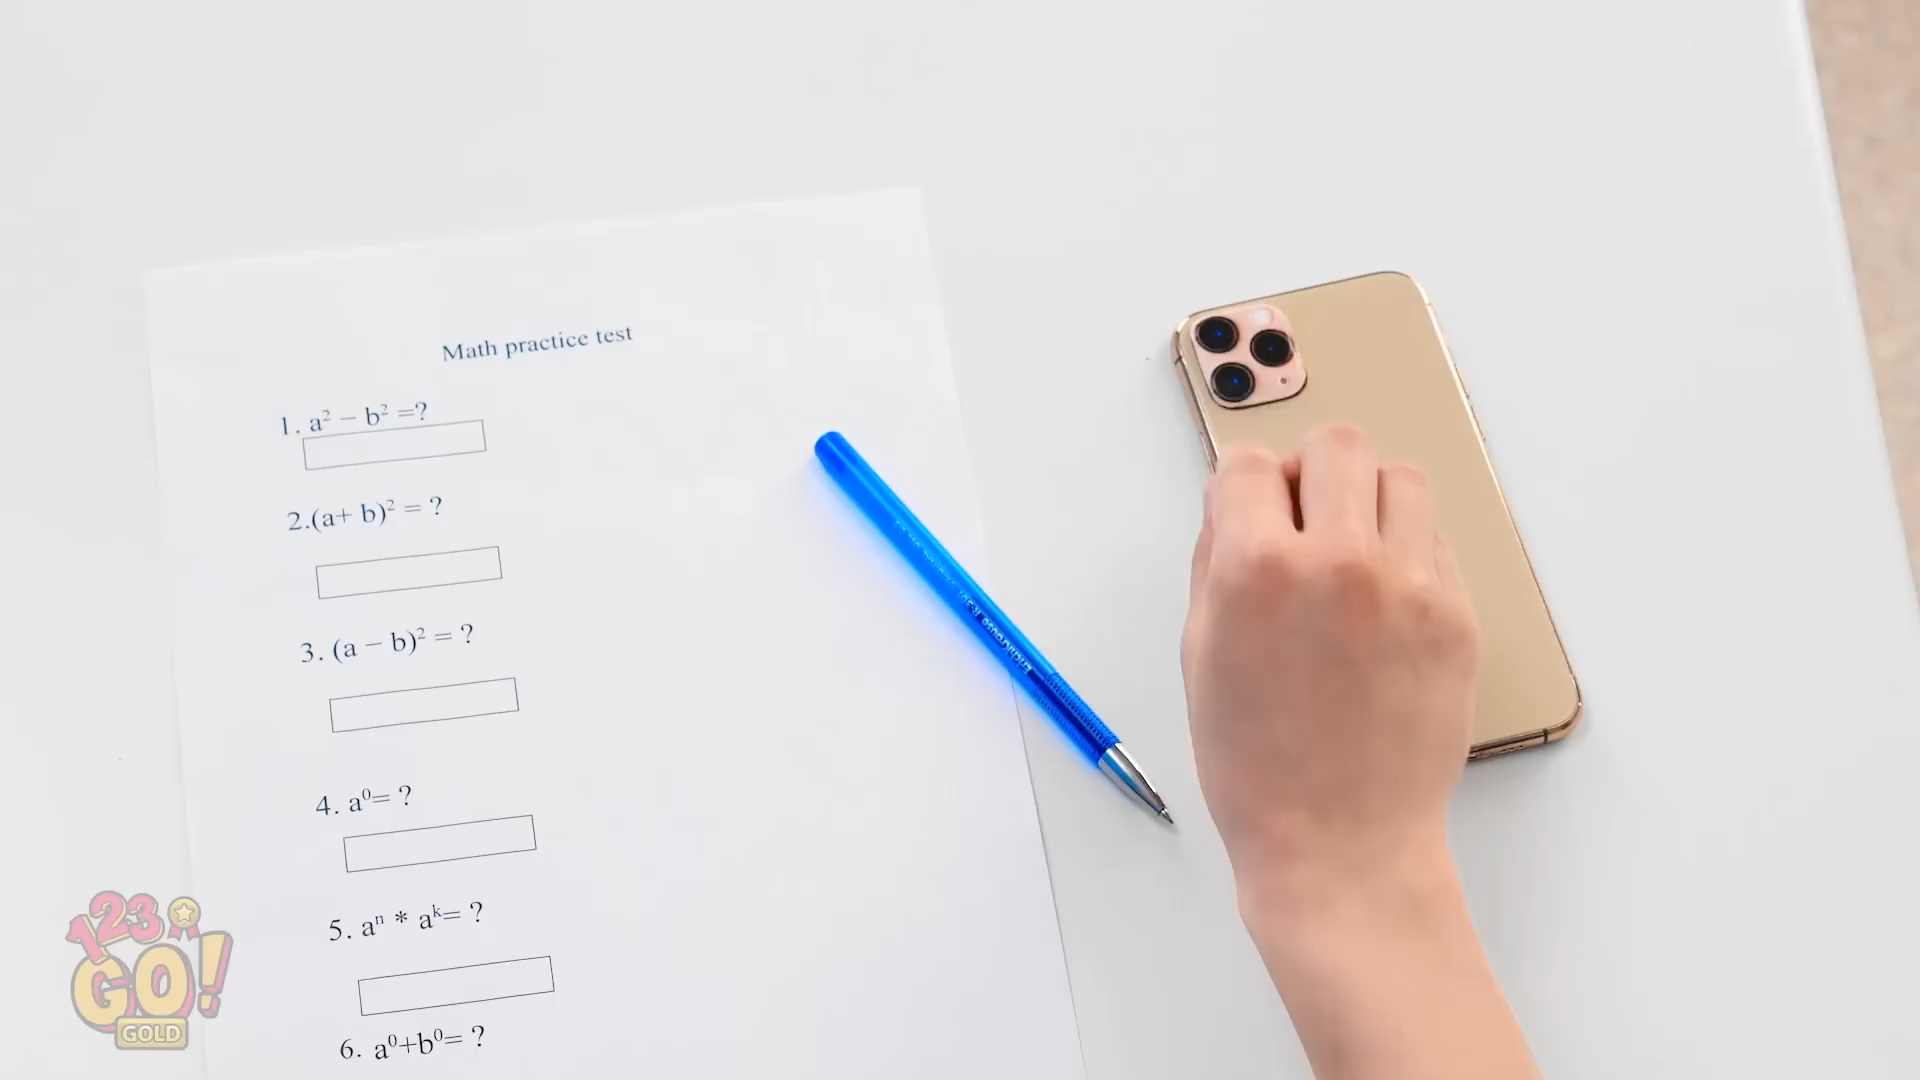 Math practice test
1. a² − b² =?
2.(a+ b)² = ?
3. (a − b)² = ?
4. a⁰= ?
5. aⁿ * aᵏ= ?
6. a⁰+b⁰= ?
123
GO!
GOLD